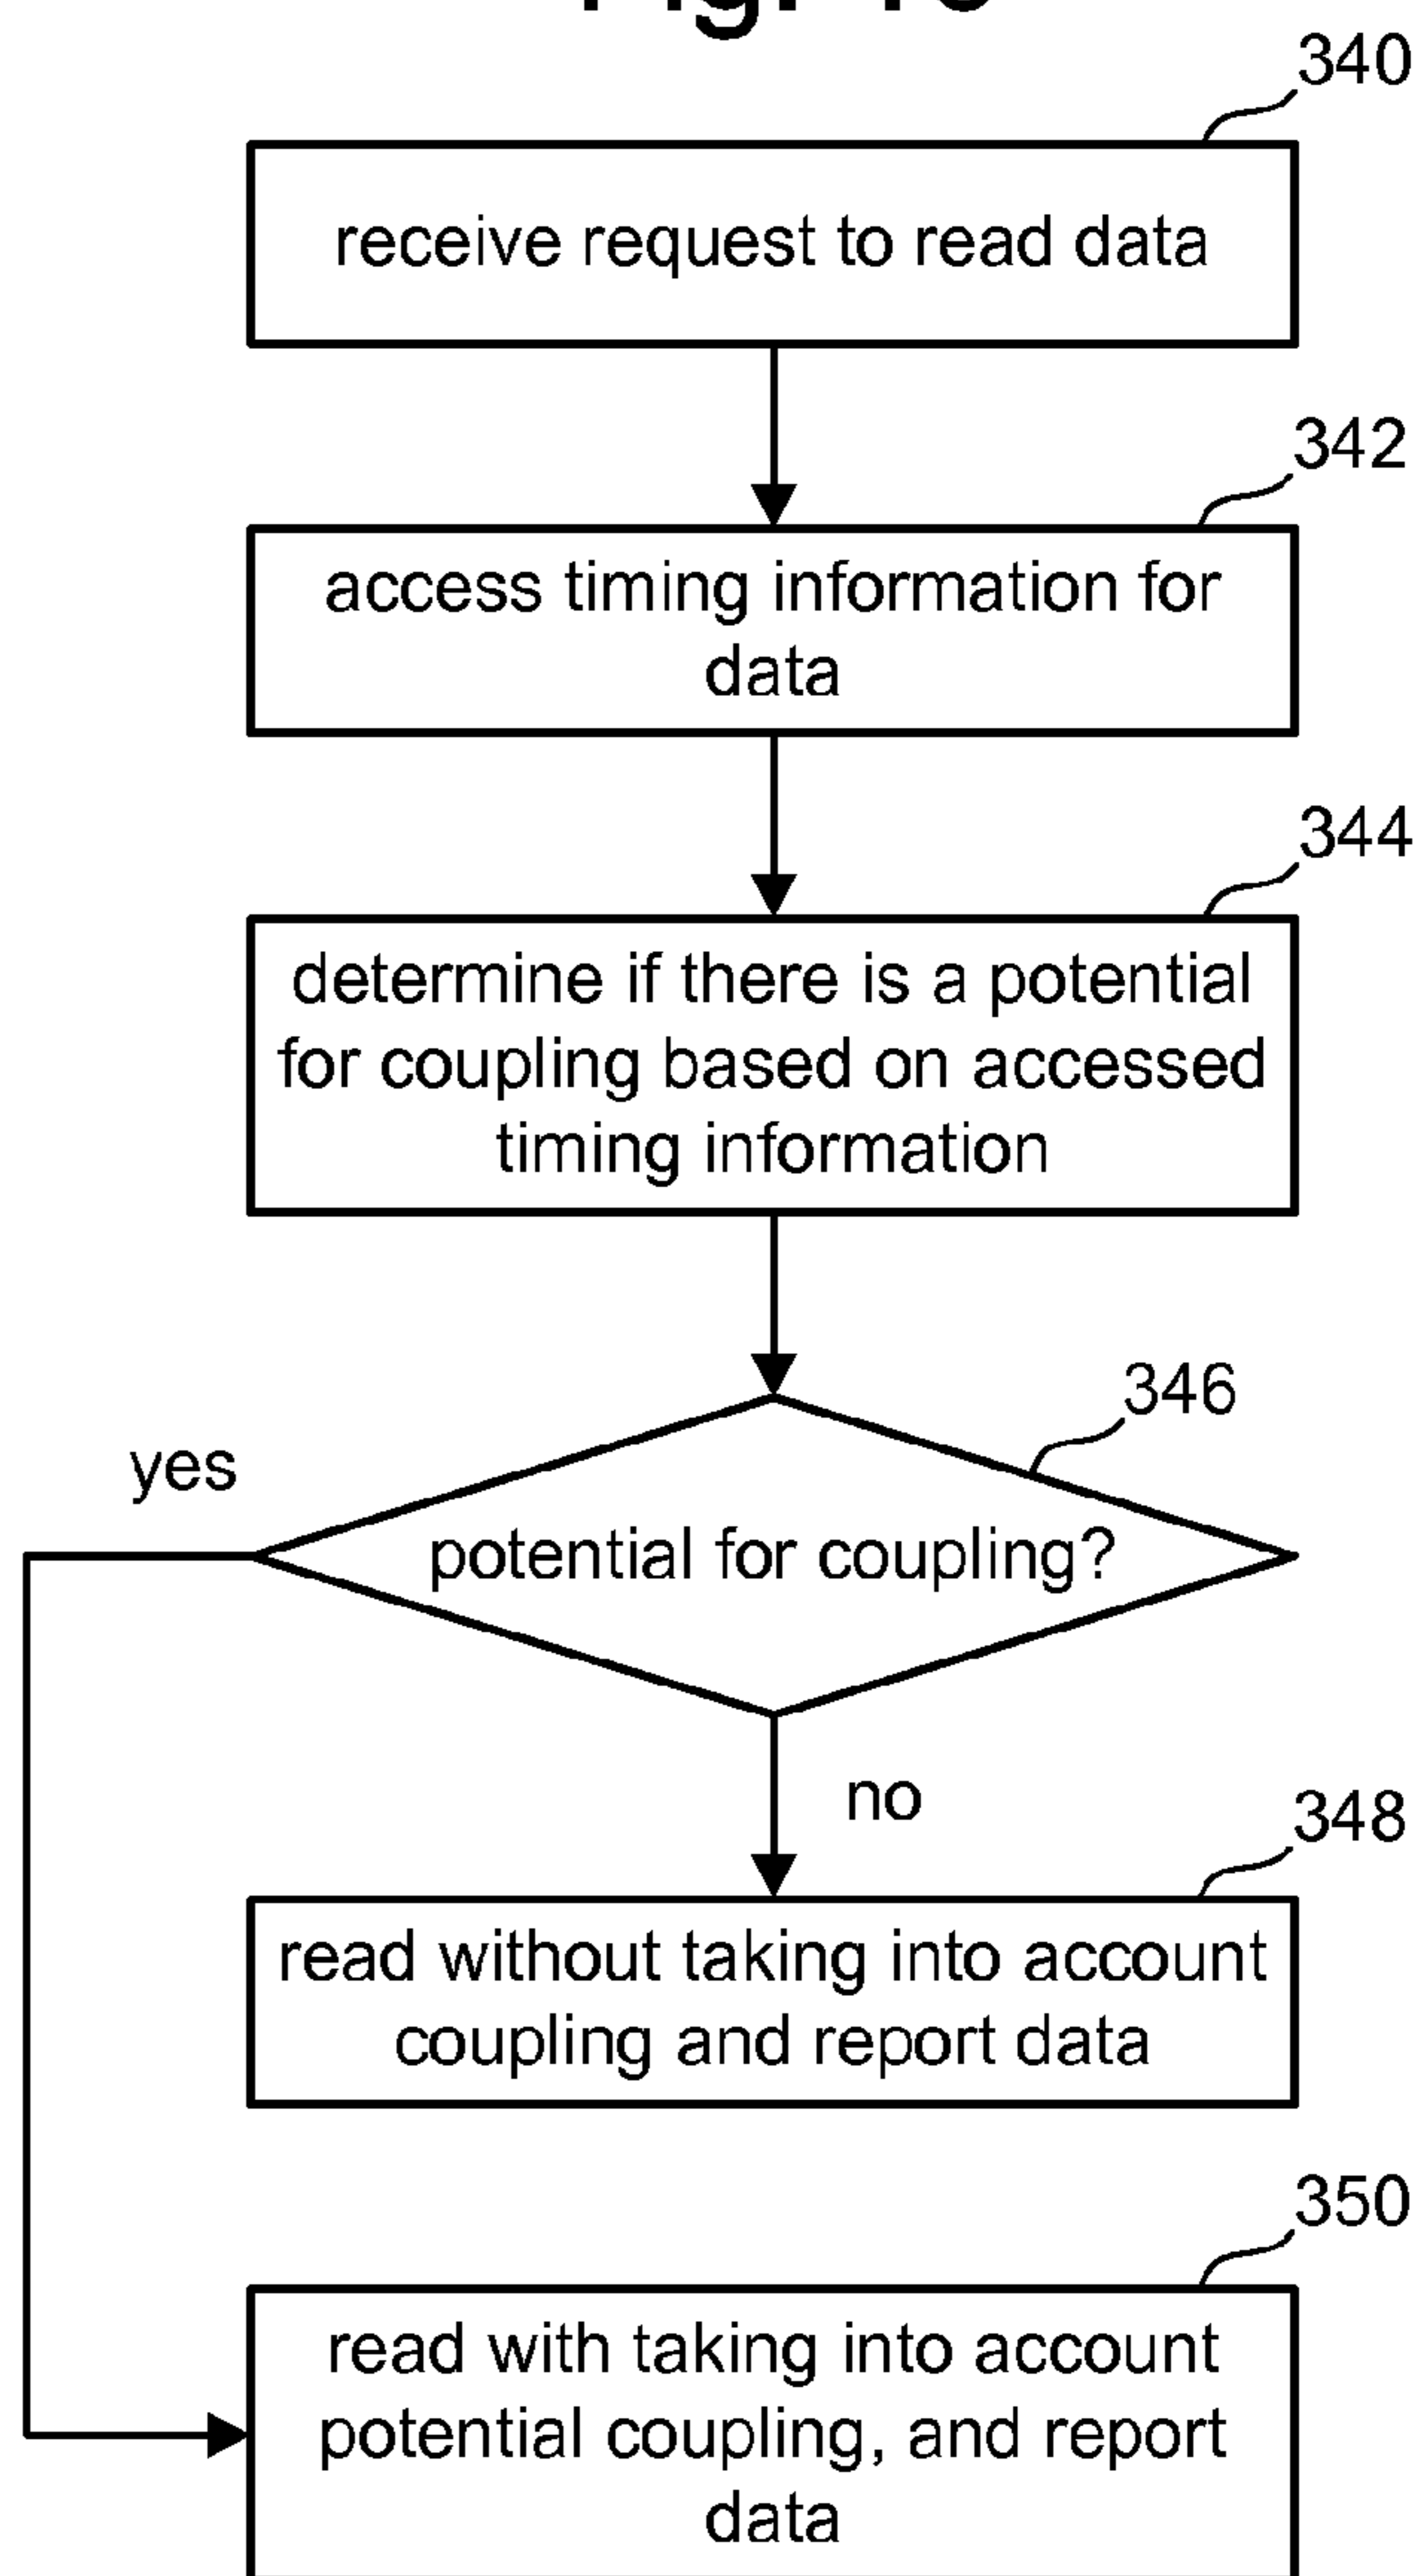 340
receive request to read data
342
access timing information for
data
344
determine if there is a potential
for coupling based on accessed
timing information
346
yes
potential for coupling?
no
348
read without taking into account
coupling and report data
350
read with taking into account
potential coupling, and report
data